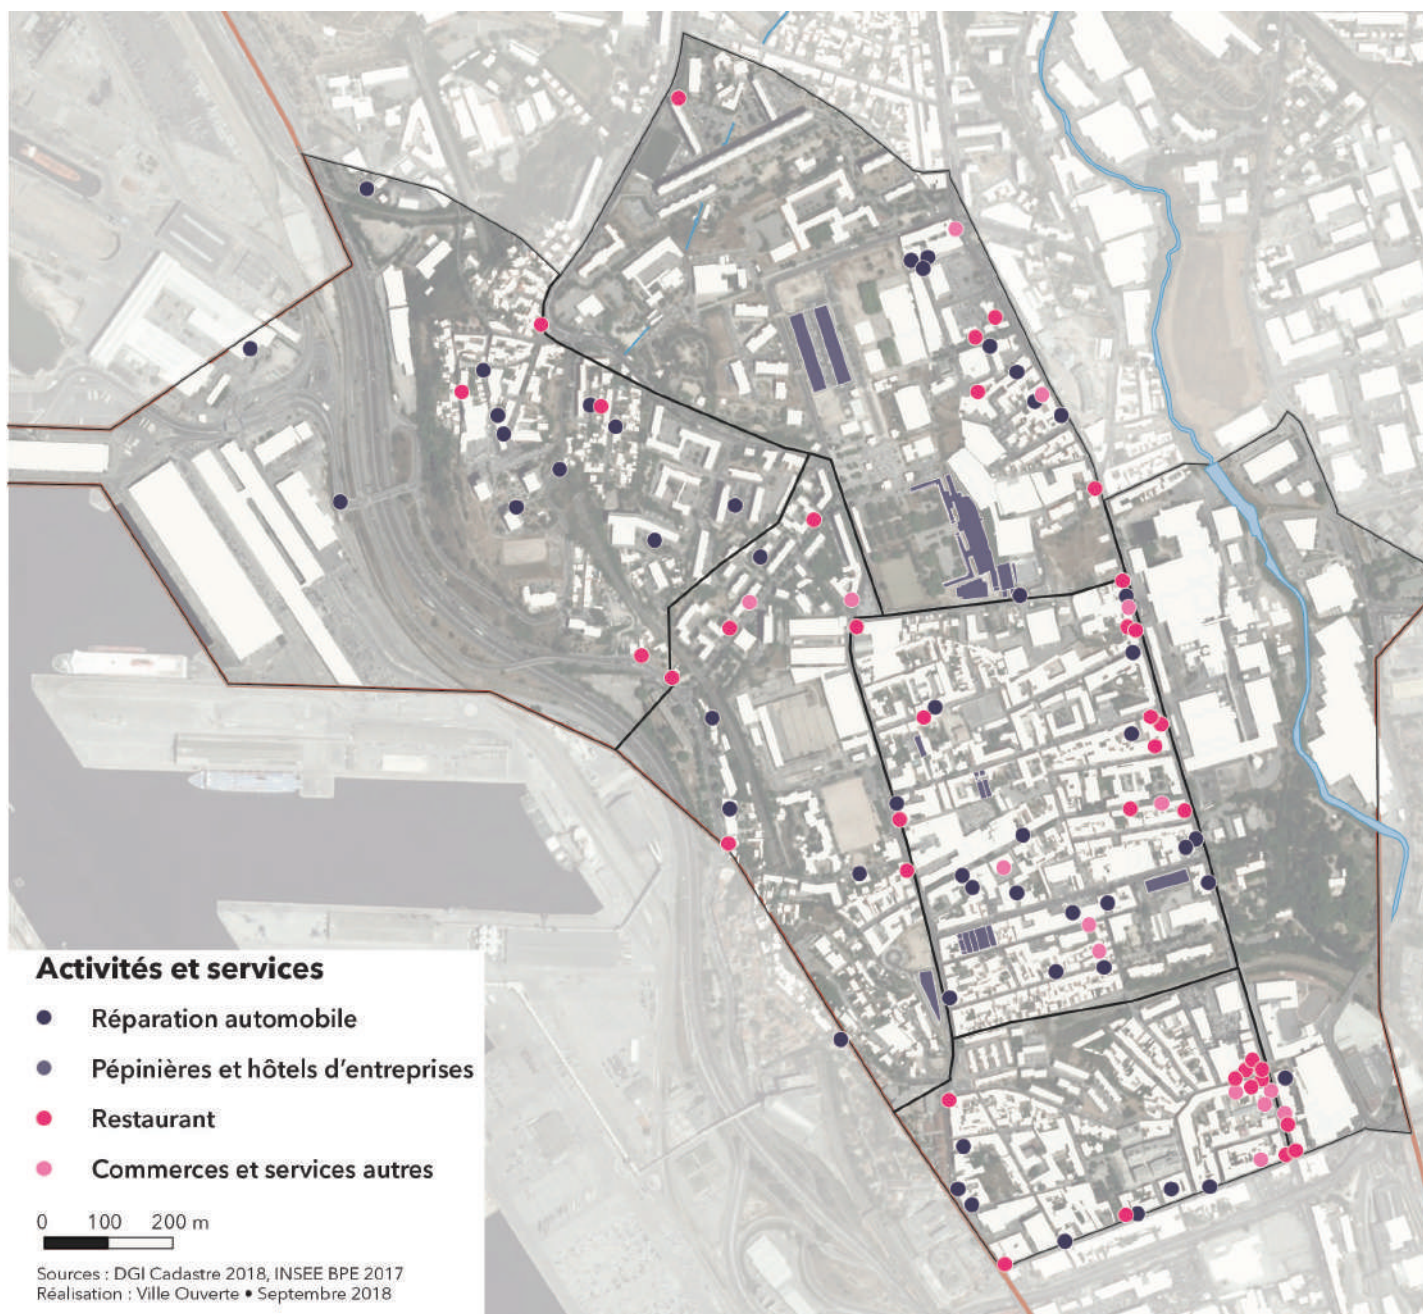 Activités et services
Réparation automobile
Pépinières et hôtels d'entreprises
Restaurant
Commerces et services autres
0 100 200 m
Sources : DGI Cadastre 2018, INSEE BPE 2017
Réalisation : Ville Ouverte • Septembre 2018